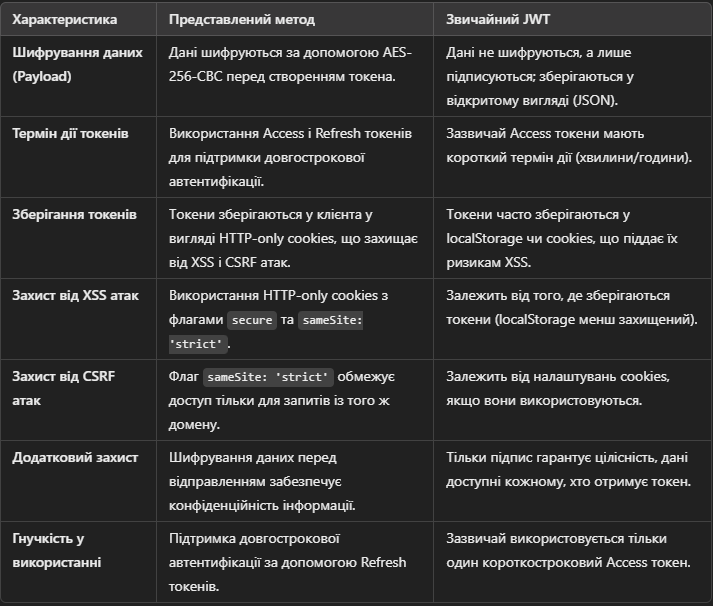 Характеристика
Представлений метод
Звичайний JWT
Шифрування даних
(Payload)
Дані шифруються за допомогою AES-
256-CBC перед створенням токена.
Дані не шифруються, а лише
підписуються; зберігаються у
відкритому вигляді (JSON).
Термін дії токенів
Використання Access і Refresh токенів
для підтримки довгострокової
автентифікації.
Зазвичай Access токени мають
короткий термін дії (хвилини/години).
Зберігання токенів
Токени зберігаються у клієнта у
вигляді HTTP-only cookies, що захищає
від XSS і CSRF атак.
Токени часто зберігаються у
localStorage чи cookies, що піддає їх
ризикам XSS.
Захист від XSS атак
Використання HTTP-only cookies з
флагами secure та sameSite:
'strict'.
Залежить від того, де зберігаються
токени (localStorage менш захищений).
Захист від CSRF
атак
Флаг sameSite: 'strict' обмежує
доступ тільки для запитів із того ж
домену.
Залежить від налаштувань cookies,
якщо вони використовуються.
Додатковий захист
Шифрування даних перед
відправленням забезпечує
конфіденційність інформації.
Тільки підпис гарантує цілісність, дані
доступні кожному, хто отримує токен.
Гнучкість у
використанні
Підтримка довгострокової
автентифікації за допомогою Refresh
токенів.
Зазвичай використовується тільки
один короткостроковий Access токен.